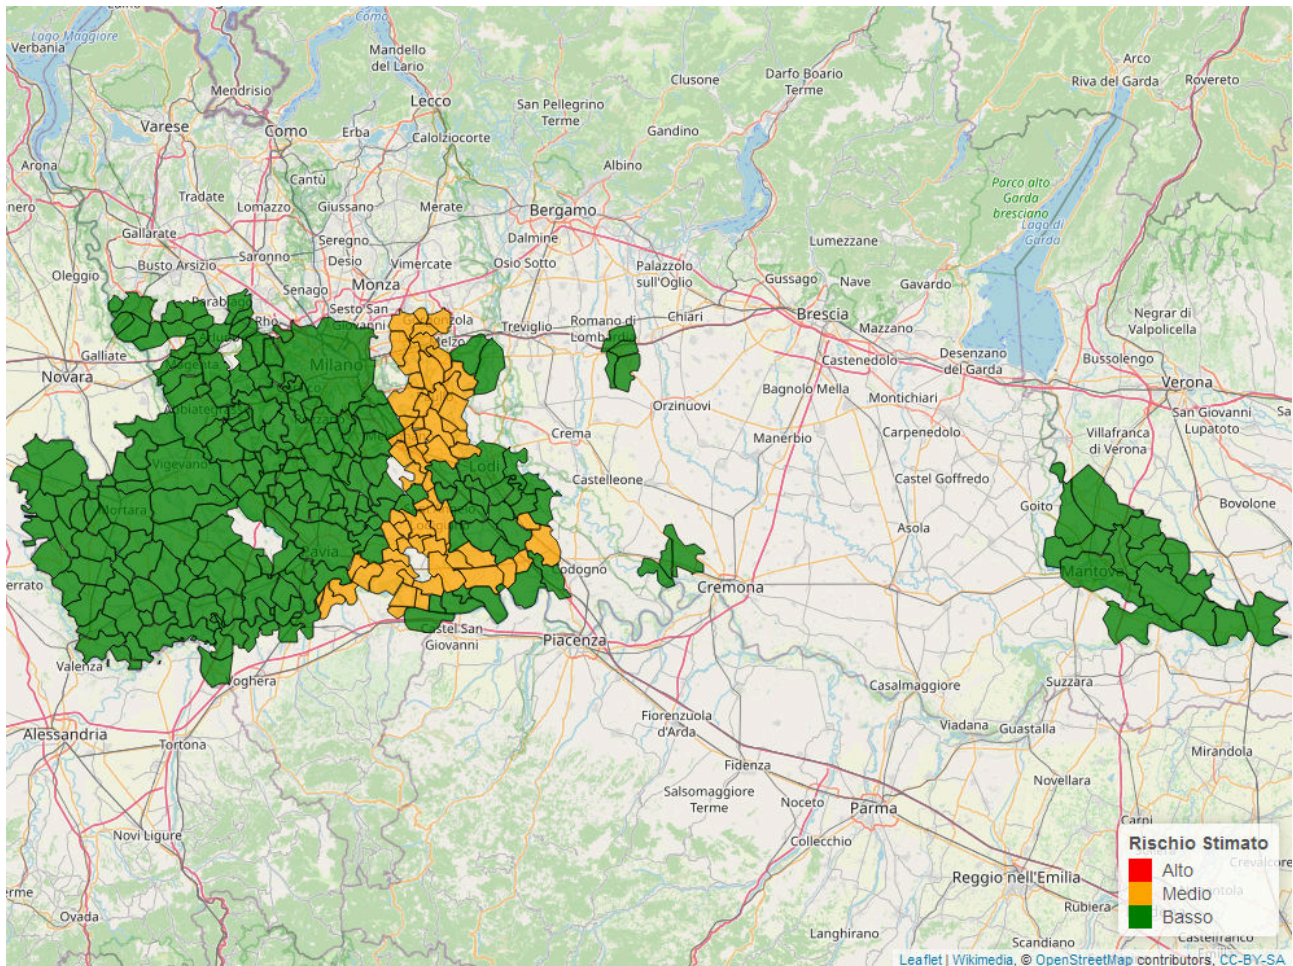 Lago Maggiore
Verbania
Como
Mandello
del Lario
Mendrisio
Clusone
Darfo Boario
Terme
Arco
Riva del Garda
Rovereto
Lecco
San Pellegrino
Terme
Varese
Como
Erba
Calolziocorte
Gandino
Arona
Albino
Cantù
Parco alto
Garda
bresciano
Lago di
Garda
Tradate
Lomazzo
Giussano
Merate
Bergamo
Gallarate
Seregno
Dalmine
Lumezzane
Saronno
Desio
Busto Arsizio
Vimercate
Osio Sotto
Palazzolo
sull'Oglio
Oleggio
Senago
Monza
Gussago
Nave
Gavardo
Parabiago
Sesto San
Giovanni
Rho
Treviglio
Romano di
Lombardia
Chiari
Brescia
Mazzano
Negrar di
Valpolicella
Melzo
Galliate
Novara
Magenta
Milano
Castenedolo
Desenzano
del Garda
Bussolengo
Verona
Bagnolo Mella
Montichiari
Orzinuovi
San Giovanni
Lupatoto
Crema
Manerbio
Carpenedolo
Villafranca
di Verona
Vigevano
Lodi
Castelleone
Castel Goffredo
Goito
Bovolone
Mortara
Asola
Pavia
Mantova
Cremona
Castel San
Giovanni
Piacenza
Valenza
Voghera
Casalmaggiore
Suzzara
Fiorenzuola
d'Arda
Viadana
Guastalla
Alessandria
Tortona
Mirandola
Fidenza
Novellara
Salsomaggiore
Terme
Noceto
Parma
Carpi
Novi Ligure
Collecchio
Rischio Stimato
Alto
Medio
Basso
Reggio nell'Emilia
Rubiera
Ovada
Langhirano
Scandiano
Castelfranco
Leaflet | Wikimedia, © OpenStreetMap contributors, CC-BY-SA